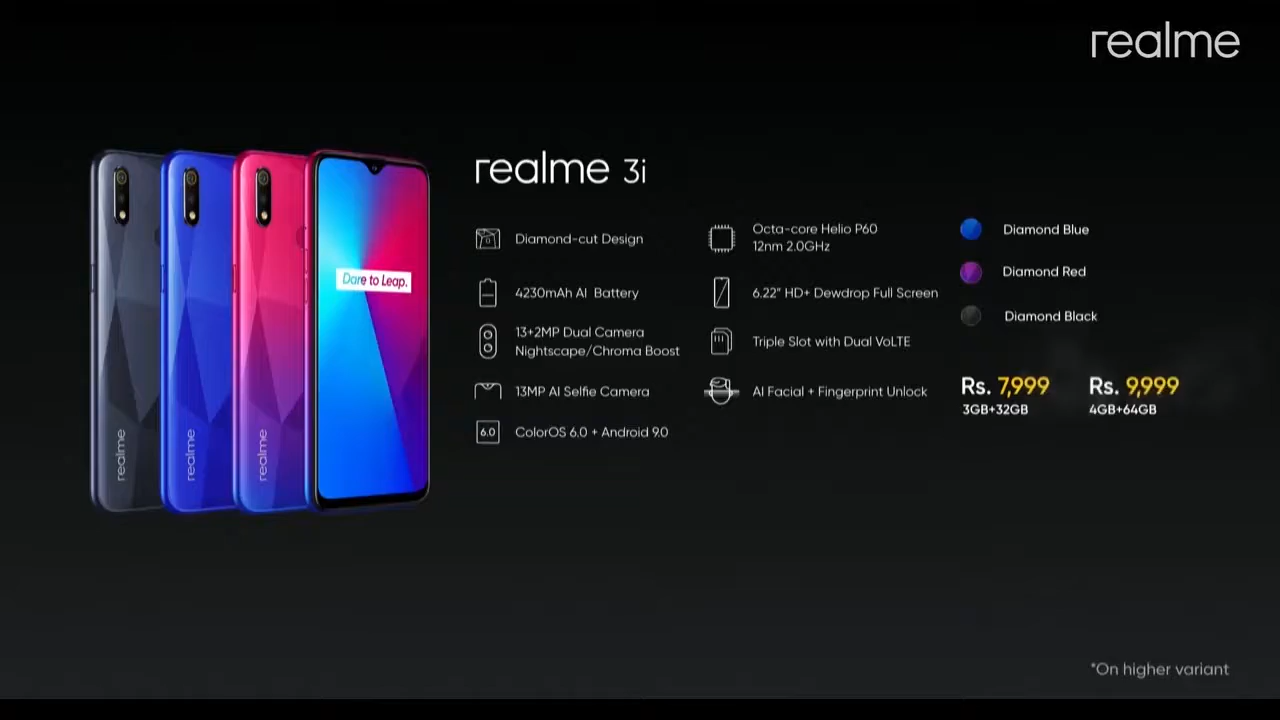 realme
realme 3i
Diamond-cut Design
4230mAh AI Battery
13+2MP Dual Camera
Nightscape/Chroma Boost
13MP AI Selfie Camera
6.0
ColorOS 6.0 + Android 9.0
Octa-core Helio P60
12nm 2.0GHz
6.22" HD+ Dewdrop Full Screen
Triple Slot with Dual VoLTE
AI Facial + Fingerprint Unlock
Diamond Blue
Diamond Red
Diamond Black
Rs. 7,999
3GB+32GB
Rs. 9,999
4GB+64GB
realme
realme
realme
Dare to Leap.
*On higher variant